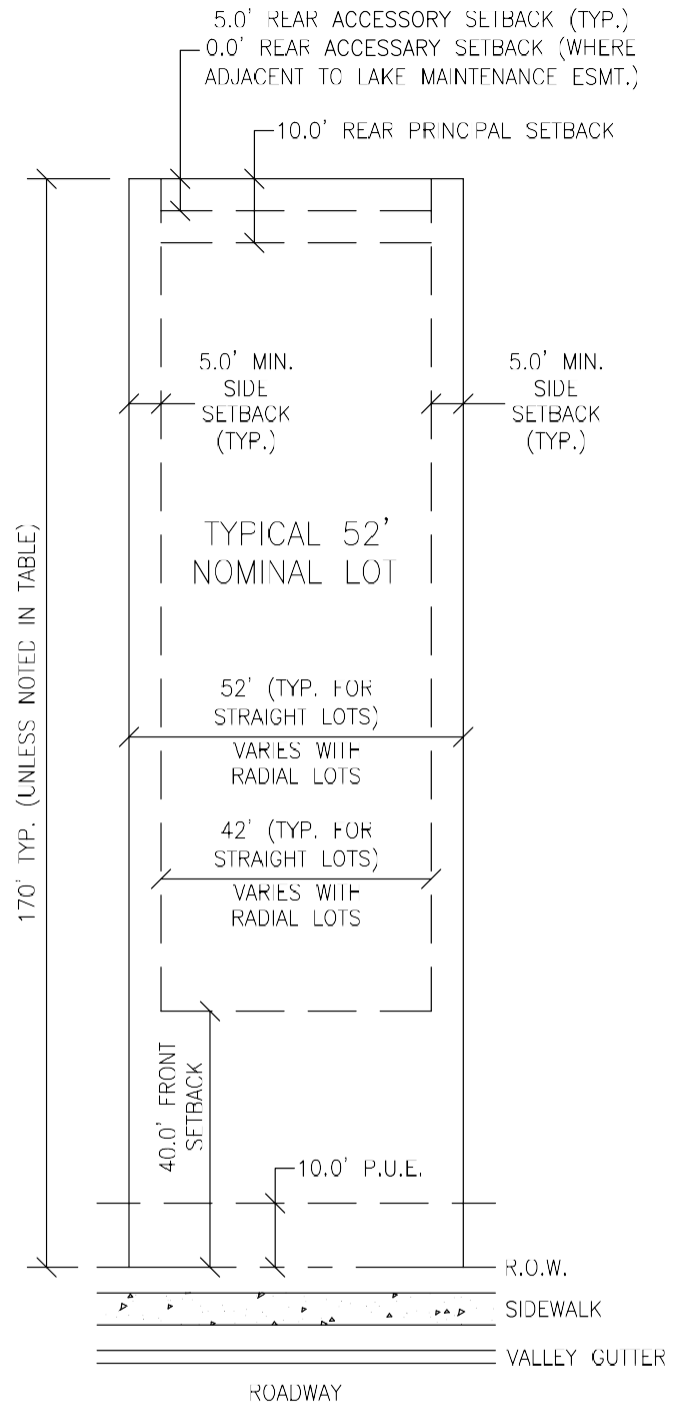 5.0' REAR ACCESSORY SETBACK (TYP.)
0.0' REAR ACCESSARY SETBACK (WHERE
ADJACENT TO LAKE MAINTENANCE ESMT.)
10.0' REAR PRINCIPAL SETBACK
5.0' MIN.
SIDE
SETBACK
(TYP.)
5.0' MIN.
SIDE
SETBACK
(TYP.)
TYPICAL 52'
NOMINAL LOT
170' TYP. (UNLESS NOTED IN TABLE)
52' (TYP. FOR
STRAIGHT LOTS)
VARIES WITH
RADIAL LOTS
42' (TYP. FOR
STRAIGHT LOTS)
VARIES WITH
RADIAL LOTS
40.0' FRONT
SETBACK
10.0' P.U.E.
R.O.W.
SIDEWALK
VALLEY GUTTER
ROADWAY